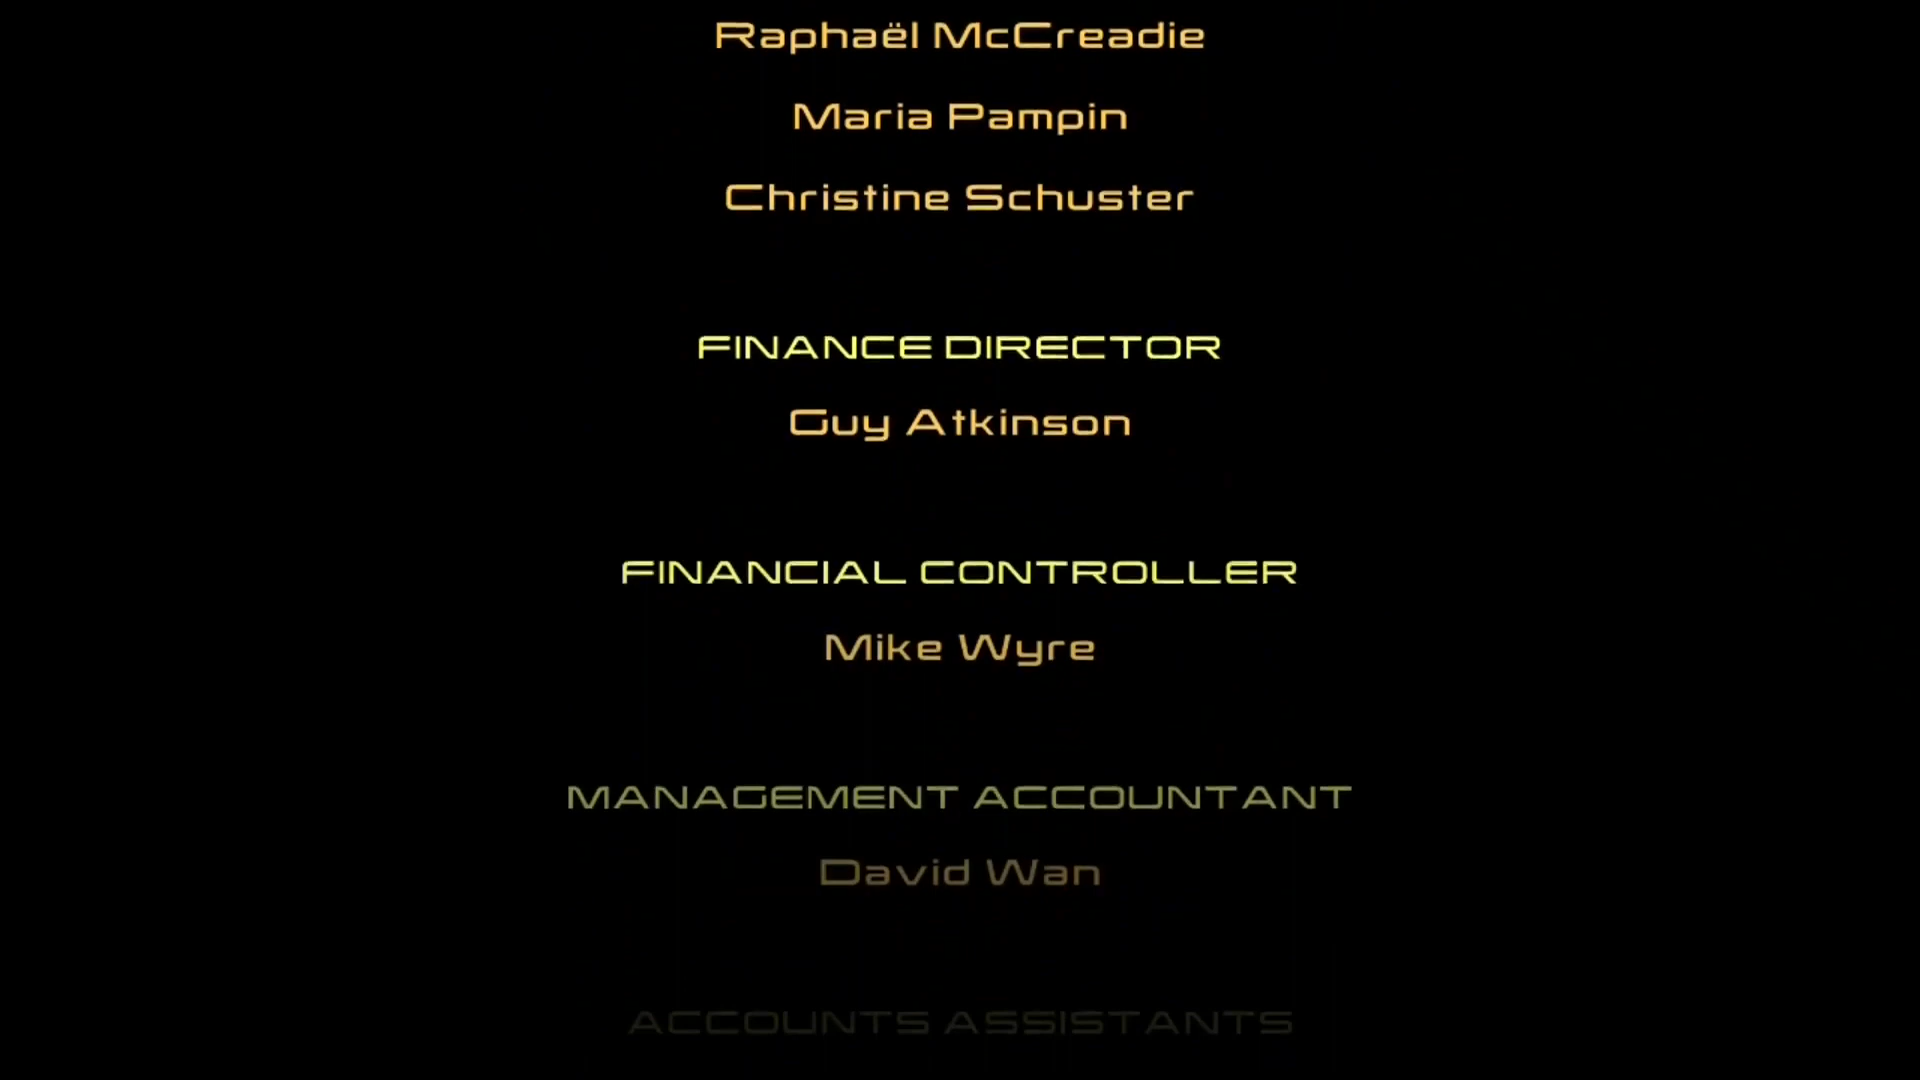 Raphaël McCreadie
Maria Pampin
Christine Schuster
FINANCE DIRECTOR
Guy Atkinson
FINANCIAL CONTROLLER
Mike Wyre
MANAGEMENT ACCOUNTANT
David Wan
ACCOUNTS ASSISTANTS